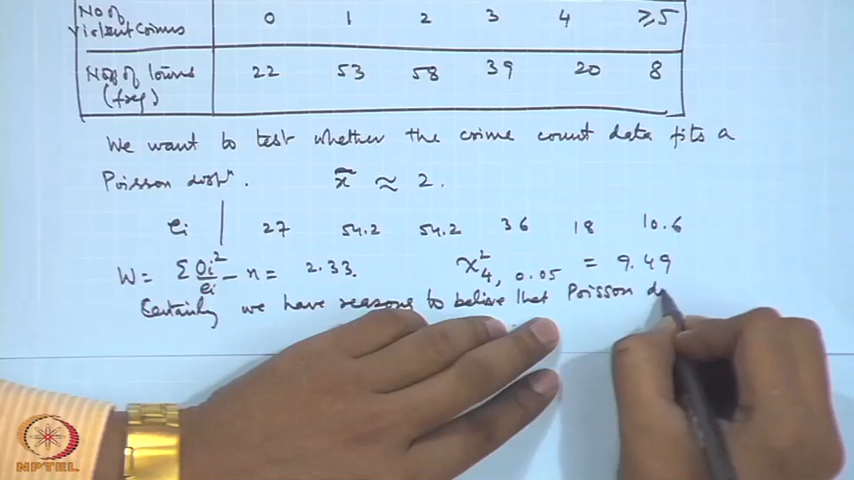 No of 0 1 2 3 4 ≥5
violent crimes
No of towns 22 53 58 39 20 8
(freq)
We want to test whether the crime count data fits a
Poisson distⁿ. x̄ ≈ 2.
ei 27 54.2 54.2 36 18 10.6
W = Σ Oi²/ei - n = 2.33. χ²4, 0.05 = 9.49
Certainly we have reasons to believe that Poisson d
NPTEL